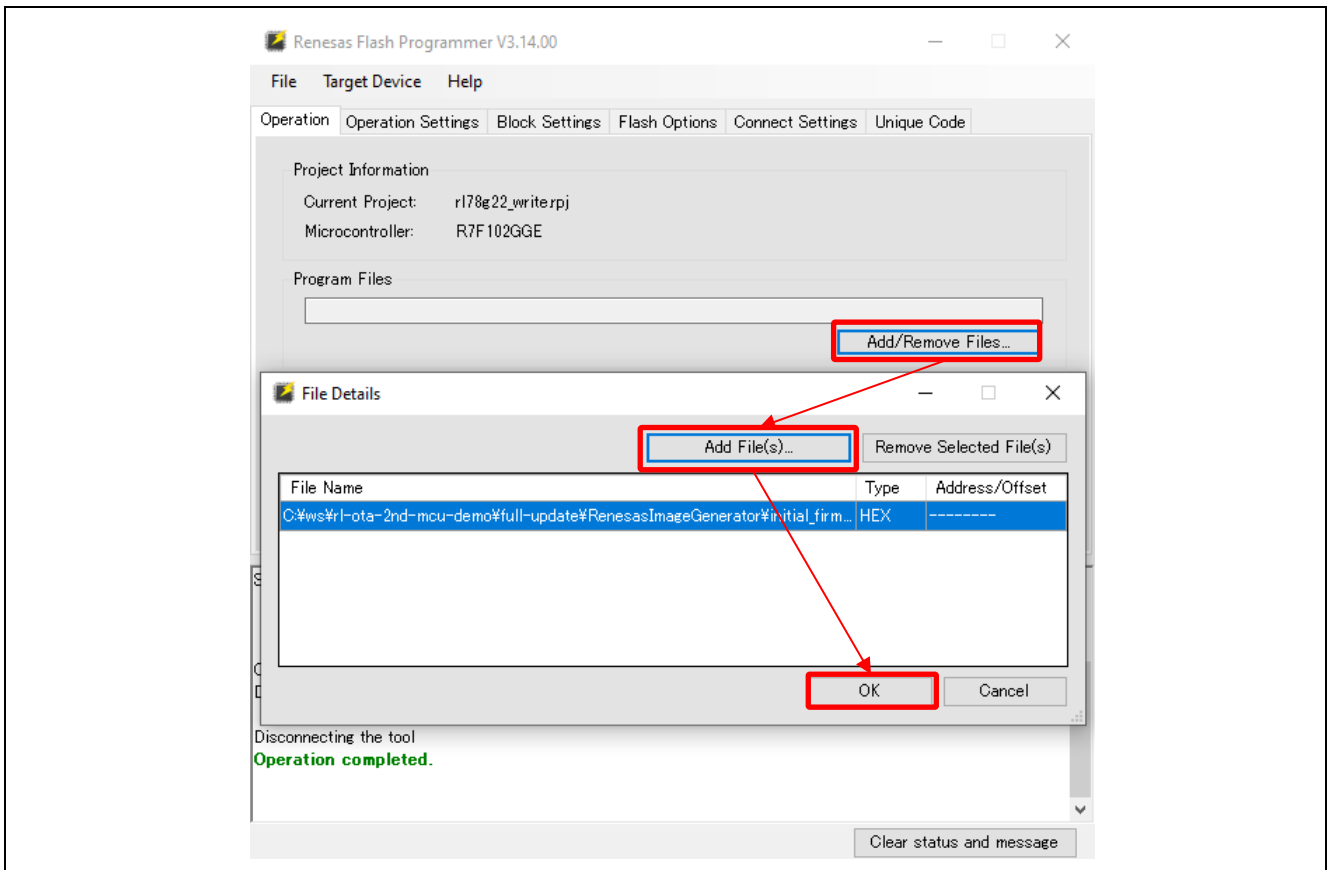 Renesas Flash Programmer V3.14.00
File Target Device Help
Operation Operation Settings Block Settings Flash Options Connect Settings Unique Code
Project Information
Current Project: rl78g22_write.rpj
Microcontroller: R7F102GGE
Program Files
Add/Remove Files...
File Details
Add File(s)... Remove Selected File(s)
File Name Type Address/Offset
C:¥ws¥rl-ota-2nd-mcu-demo¥full-update¥RenesasImageGenerator¥initial_firm... HEX --------
OK Cancel
Disconnecting the tool
Operation completed.
Clear status and message